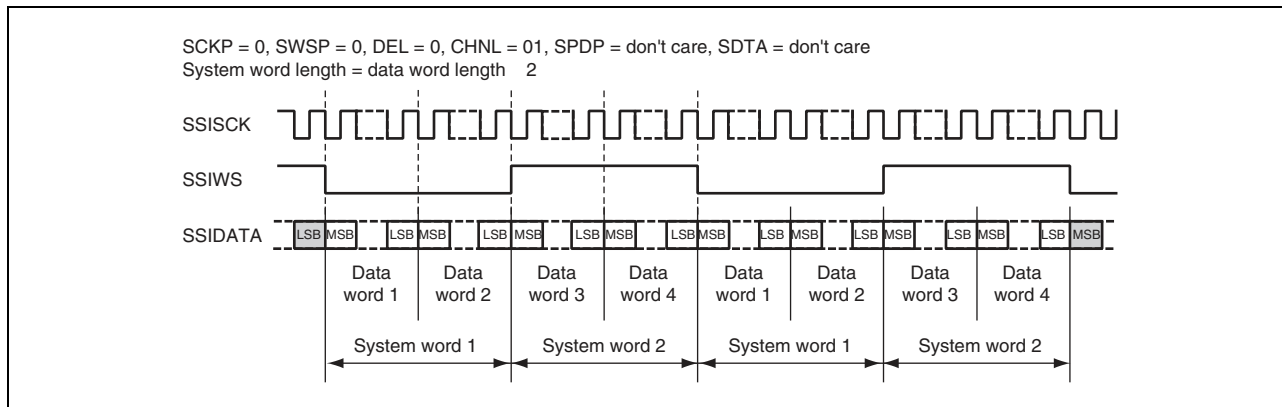 SCKP = 0, SWSP = 0, DEL = 0, CHNL = 01, SPDP = don't care, SDTA = don't care
System word length = data word length 2
SSISCK
SSIWS
SSIDATA
LSB MSB LSB MSB LSB MSB LSB MSB LSB MSB LSB MSB LSB MSB LSB MSB LSB MSB
Data word 1 Data word 2 Data word 3 Data word 4 Data word 1 Data word 2 Data word 3 Data word 4
System word 1 System word 2 System word 1 System word 2